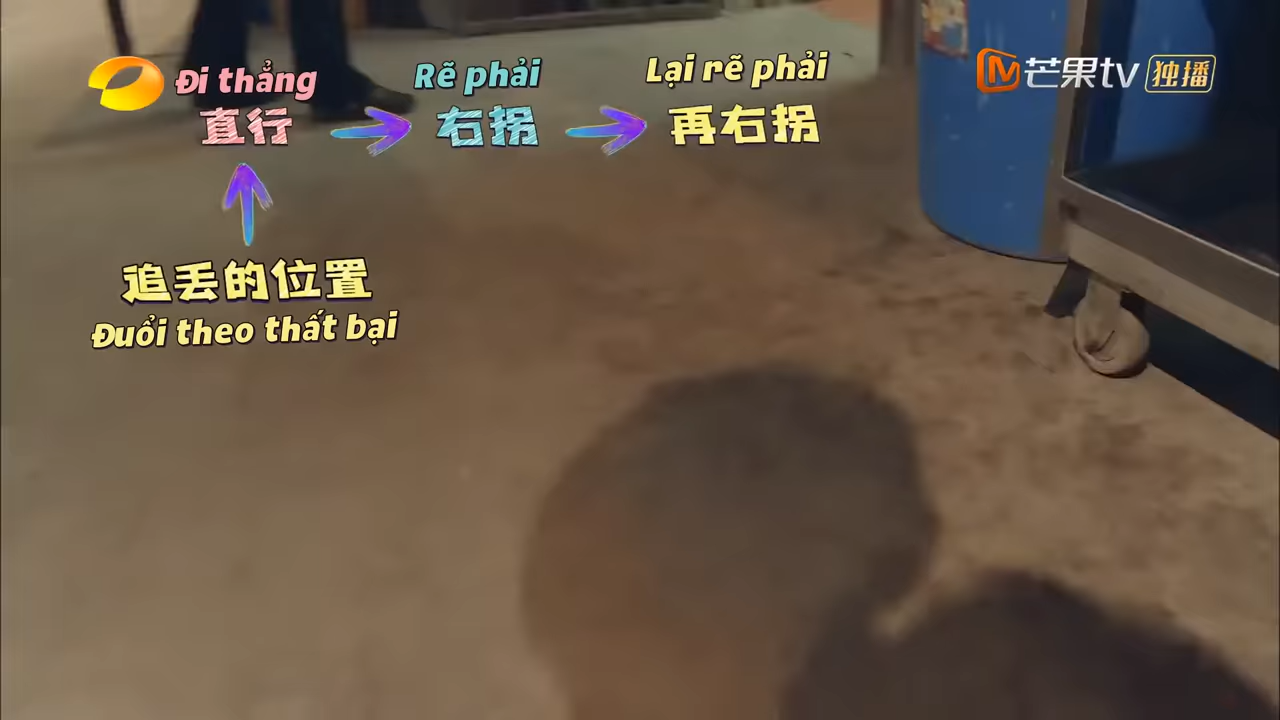 Đi thẳng
直行
Rẽ phải
右拐
Lại rẽ phải
再右拐
追丢的位置
Đuổi theo thất bại
芒果tv 独播